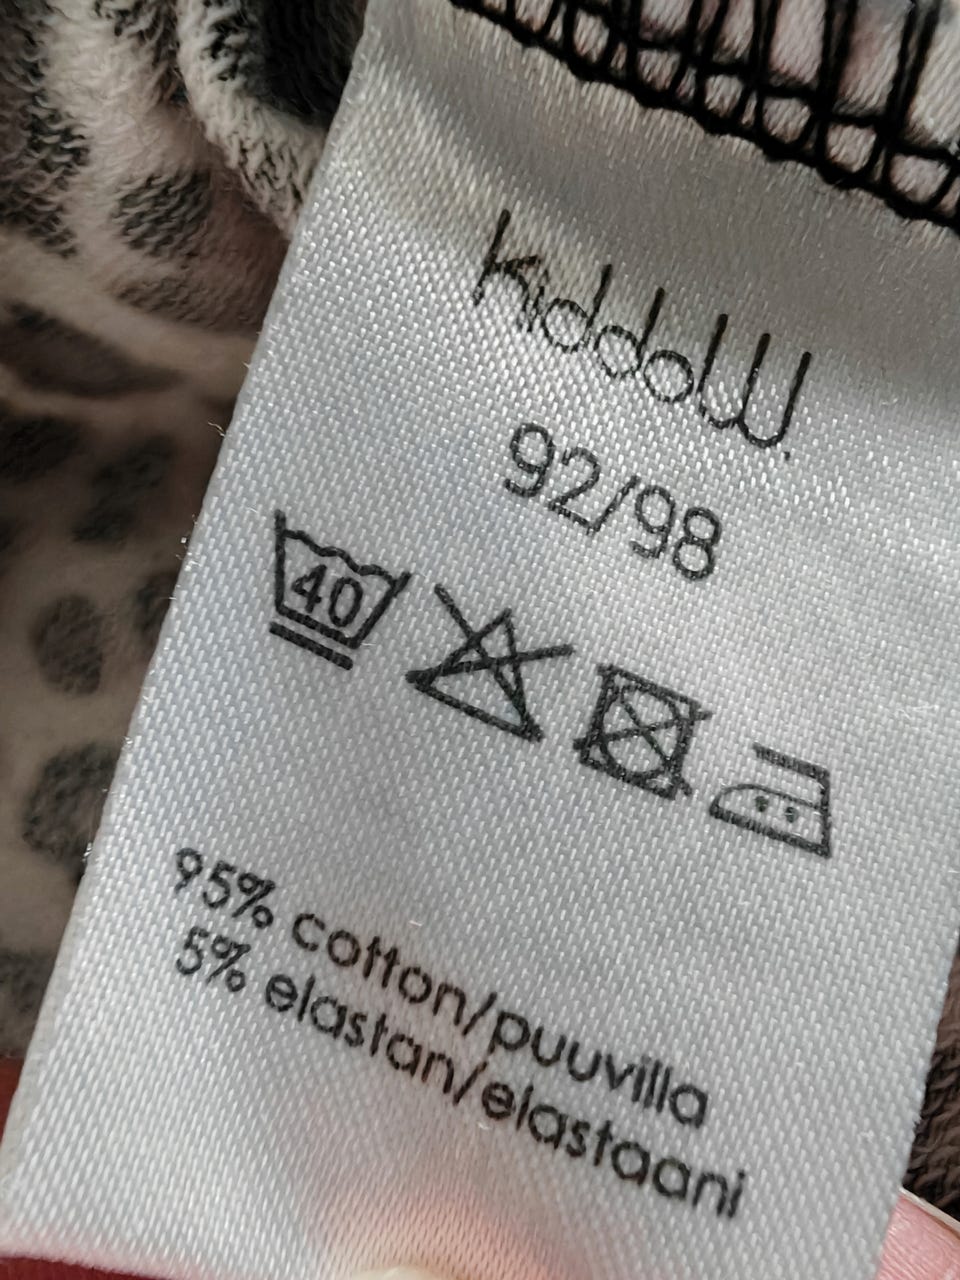 kiddoW.
92/98
40
95% cotton/puuvilla
5% elastan/elastaani